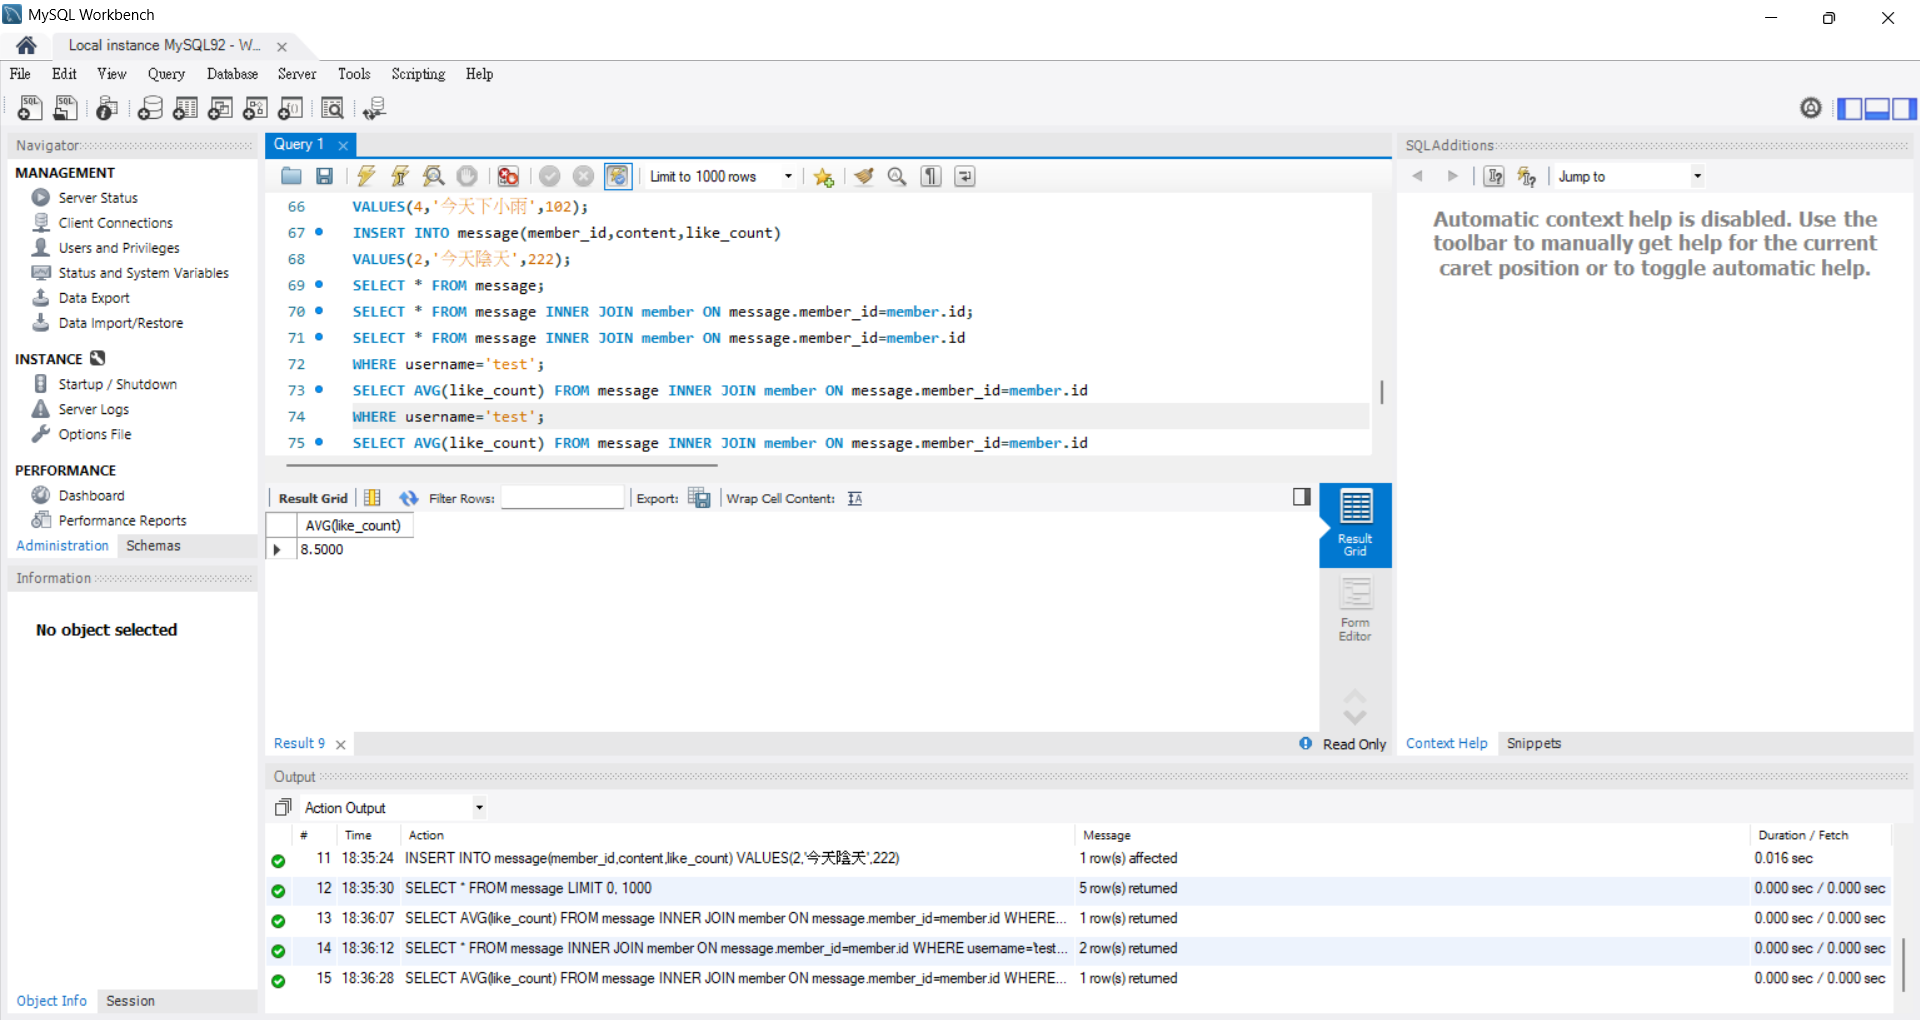 MySQL Workbench
Local instance MySQL92 - W...
File Edit View Query Database Server Tools Scripting Help
Navigator
MANAGEMENT
Server Status
Client Connections
Users and Privileges
Status and System Variables
Data Export
Data Import/Restore
INSTANCE
Startup / Shutdown
Server Logs
Options File
PERFORMANCE
Dashboard
Performance Reports
Administration Schemas
Information
No object selected
Object Info Session
Query 1
Limit to 1000 rows
66 VALUES(4,'今天下小雨',102);
67 INSERT INTO message(member_id,content,like_count)
68 VALUES(2,'今天陰天',222);
69 SELECT * FROM message;
70 SELECT * FROM message INNER JOIN member ON message.member_id=member.id;
71 SELECT * FROM message INNER JOIN member ON message.member_id=member.id
72 WHERE username='test';
73 SELECT AVG(like_count) FROM message INNER JOIN member ON message.member_id=member.id
74 WHERE username='test';
75 SELECT AVG(like_count) FROM message INNER JOIN member ON message.member_id=member.id
Result Grid Filter Rows: Export: Wrap Cell Content:
AVG(like_count)
8.5000
Result Grid
Form Editor
Result 9
Read Only
SQLAdditions
Jump to
Automatic context help is disabled. Use the
toolbar to manually get help for the current
caret position or to toggle automatic help.
Context Help Snippets
Output
Action Output
# Time Action Message Duration / Fetch
11 18:35:24 INSERT INTO message(member_id,content,like_count) VALUES(2,'今天陰天',222) 1 row(s) affected 0.016 sec
12 18:35:30 SELECT * FROM message LIMIT 0, 1000 5 row(s) returned 0.000 sec / 0.000 sec
13 18:36:07 SELECT AVG(like_count) FROM message INNER JOIN member ON message.member_id=member.id WHERE... 1 row(s) returned 0.000 sec / 0.000 sec
14 18:36:12 SELECT * FROM message INNER JOIN member ON message.member_id=member.id WHERE username='test... 2 row(s) returned 0.000 sec / 0.000 sec
15 18:36:28 SELECT AVG(like_count) FROM message INNER JOIN member ON message.member_id=member.id WHERE... 1 row(s) returned 0.000 sec / 0.000 sec